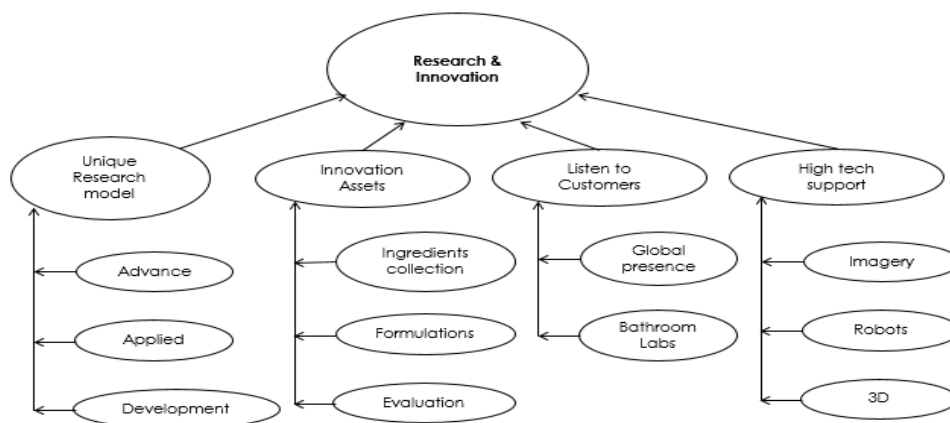 Research &
Innovation
Unique
Research
model
Innovation
Assets
Listen to
Customers
High tech
support
Advance
Applied
Development
Ingredients
collection
Formulations
Evaluation
Global
presence
Bathroom
Labs
Imagery
Robots
3D